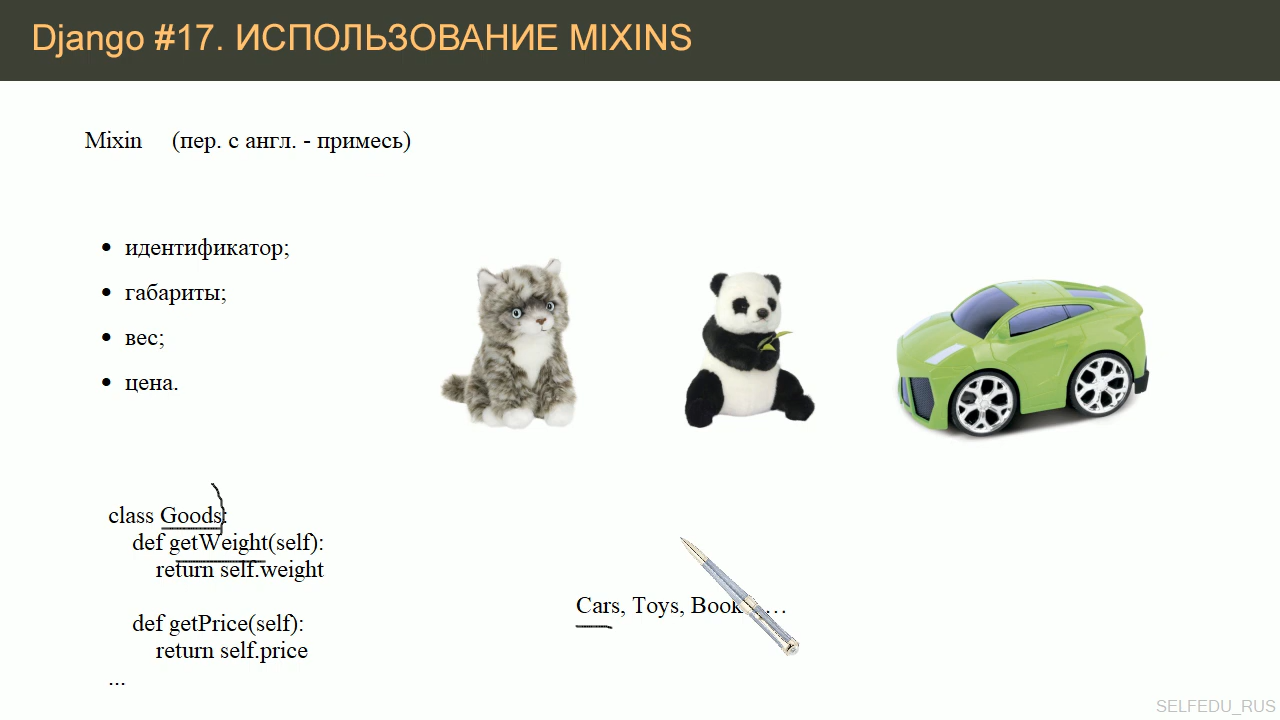 Django #17. ИСПОЛЬЗОВАНИЕ MIXINS
Mixin (пер. с англ. - примесь)
идентификатор;
габариты;
вес;
цена.
class Goods:
def getWeight(self):
return self.weight
def getPrice(self):
return self.price
...
Cars, Toys, Book …
SELFEDU_RUS